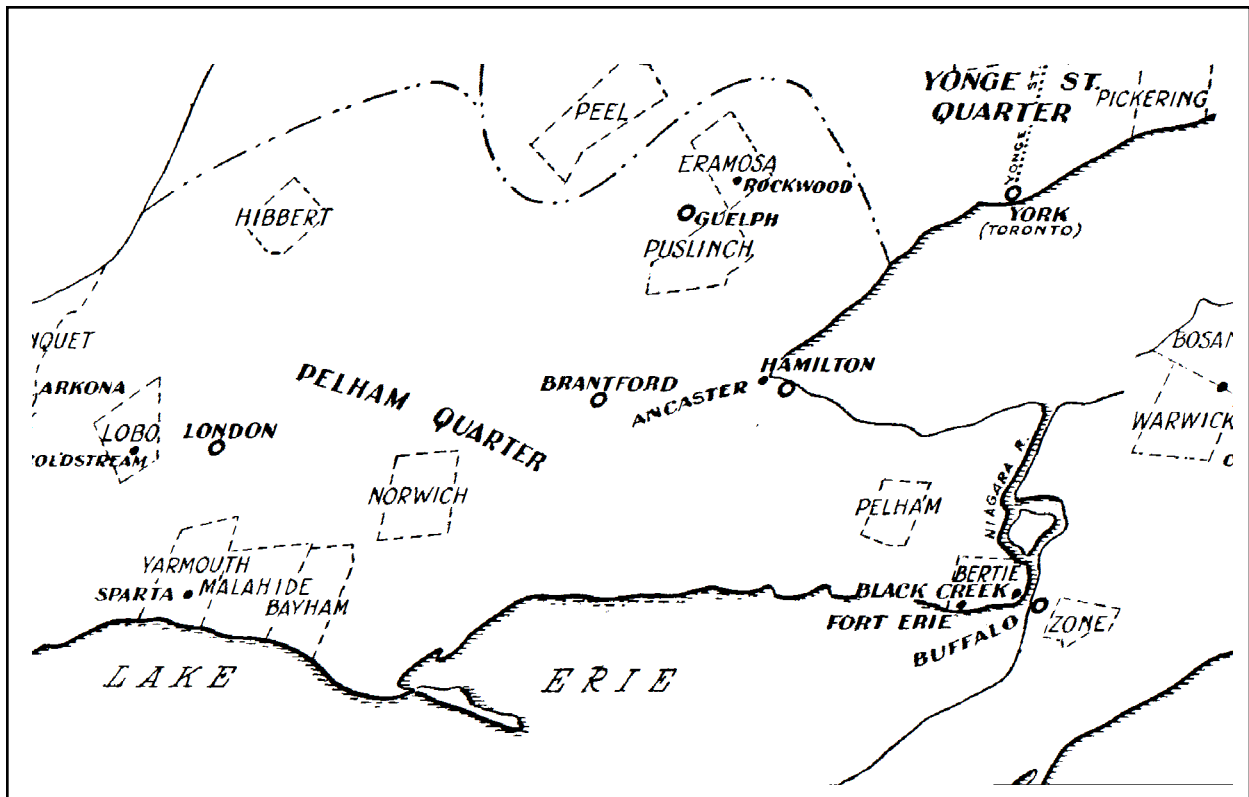 YONGE ST.
QUARTER
YONGE ST.
PICKERING
PEEL
ERAMOSA
ROCKWOOD
HIBBERT
GUELPH
YORK
(TORONTO)
PUSLINCH
NQUET
BOSAN
ARKONA
PELHAM QUARTER
BRANTFORD
ANCASTER
HAMILTON
LOBO
LONDON
WARWICK
OLDSTREAM
C
NORWICH
PELHAM
NIAGARA R.
YARMOUTH
MALAHIDE
BAYHAM
SPARTA
BERTIE
BLACK CREEK
FORT ERIE
BUFFALO
ZONE
LAKE ERIE